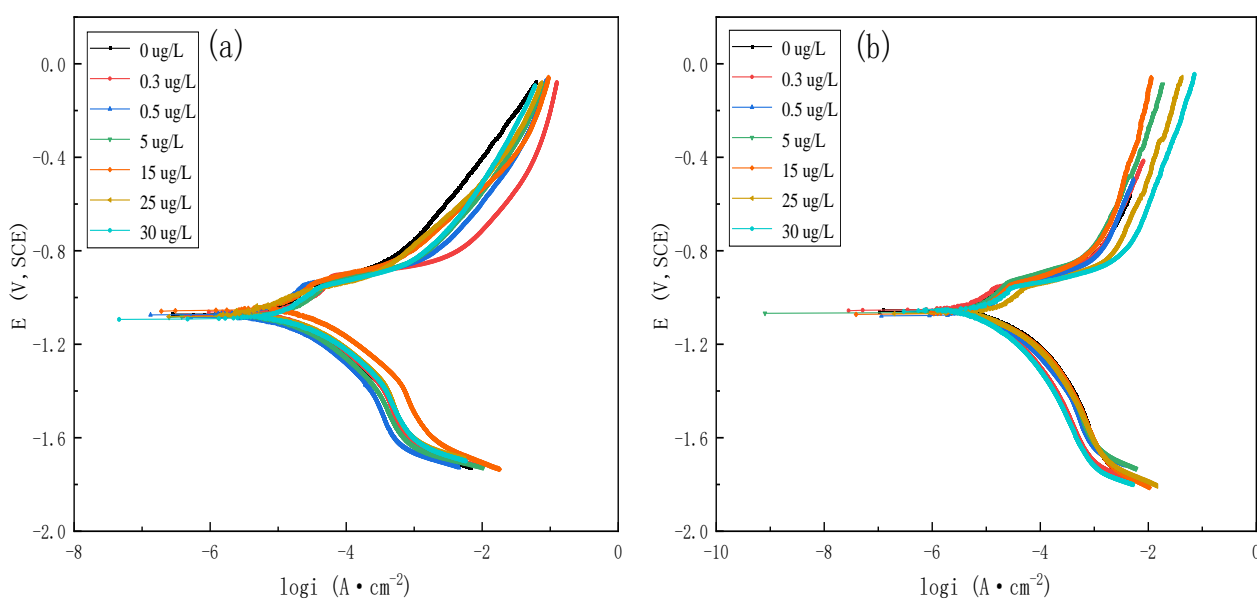 (a)
0 ug/L
0.3 ug/L
0.5 ug/L
5 ug/L
15 ug/L
25 ug/L
30 ug/L
E (V, SCE)
0.0
-0.4
-0.8
-1.2
-1.6
-2.0
-8 -6 -4 -2 0
logi (A·cm⁻²)
(b)
0 ug/L
0.3 ug/L
0.5 ug/L
5 ug/L
15 ug/L
25 ug/L
30 ug/L
E (V, SCE)
0.0
-0.4
-0.8
-1.2
-1.6
-2.0
-10 -8 -6 -4 -2 0
logi (A·cm⁻²)